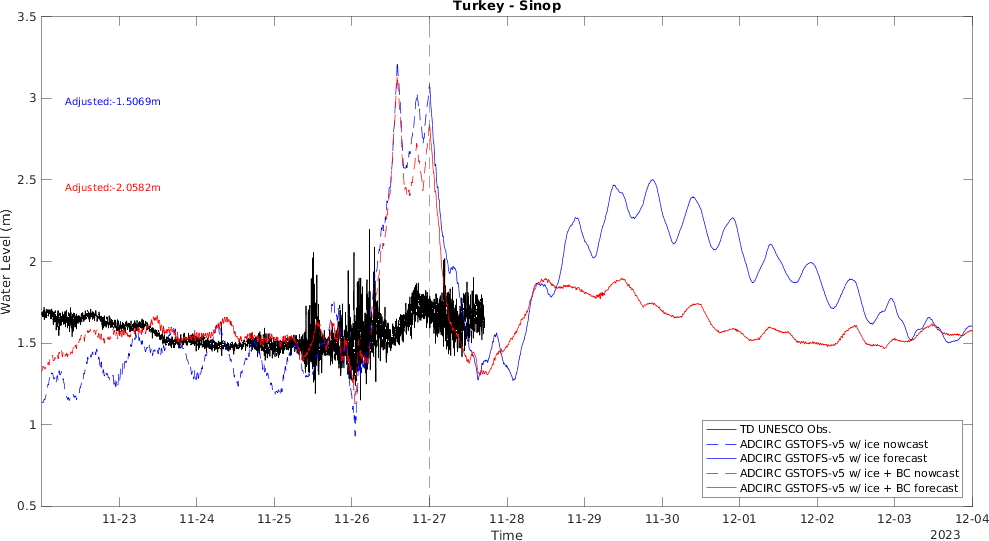 Turkey - Sinop
3.5
3
2.5
2
1.5
1
0.5
Water Level (m)
Adjusted:-1.5069m
Adjusted:-2.0582m
TD UNESCO Obs.
ADCIRC GSTOFS-v5 w/ ice nowcast
ADCIRC GSTOFS-v5 w/ ice forecast
ADCIRC GSTOFS-v5 w/ ice + BC nowcast
ADCIRC GSTOFS-v5 w/ ice + BC forecast
11-23 11-24 11-25 11-26 11-27 11-28 11-29 11-30 12-01 12-02 12-03 12-04
Time
2023